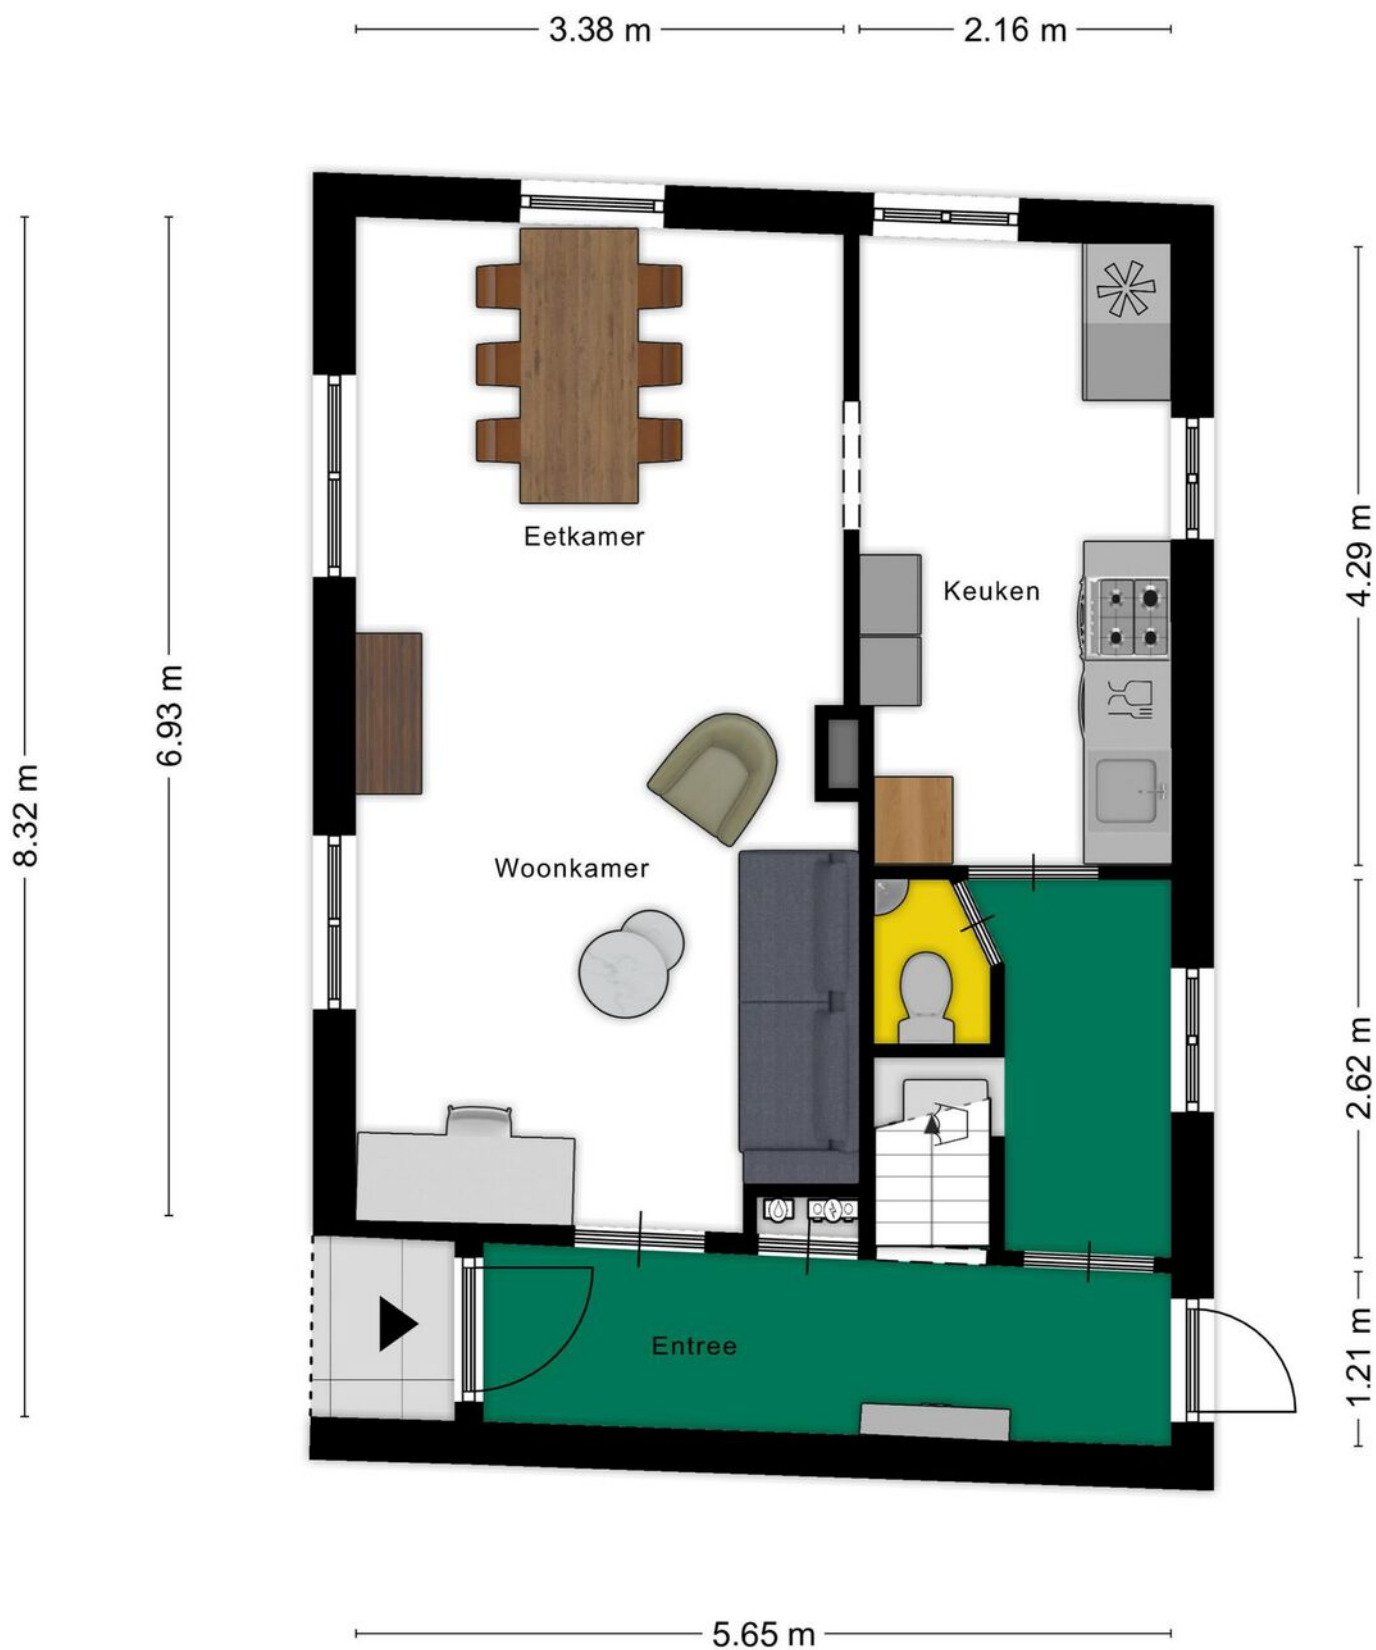 3.38 m
2.16 m
Eetkamer
Keuken
4.29 m
6.93 m
8.32 m
Woonkamer
2.62 m
1.21 m
Entree
5.65 m